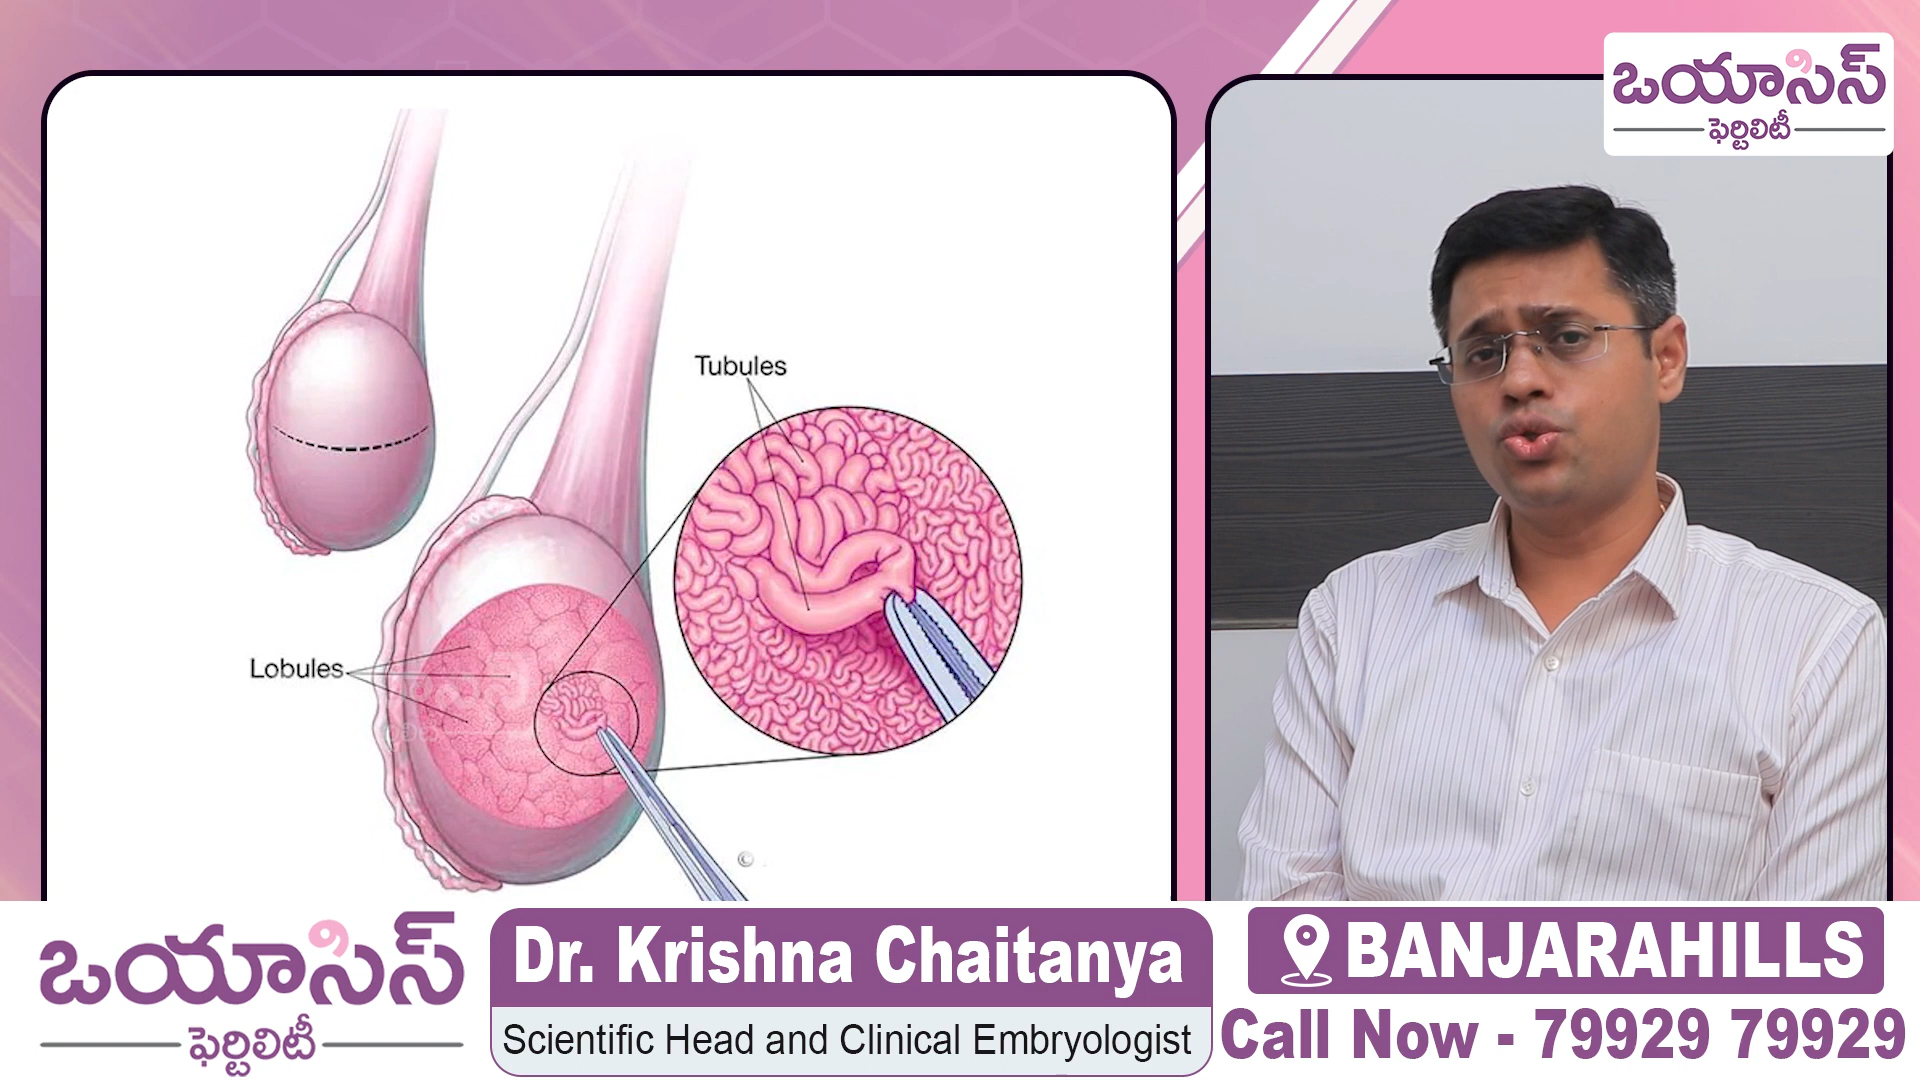 ఒయాసిస్
ఫెర్టిలిటీ
Tubules
Lobules
©
ఒయాసిస్
ఫెర్టిలిటీ
Dr. Krishna Chaitanya
Scientific Head and Clinical Embryologist
BANJARAHILLS
Call Now - 79929 79929